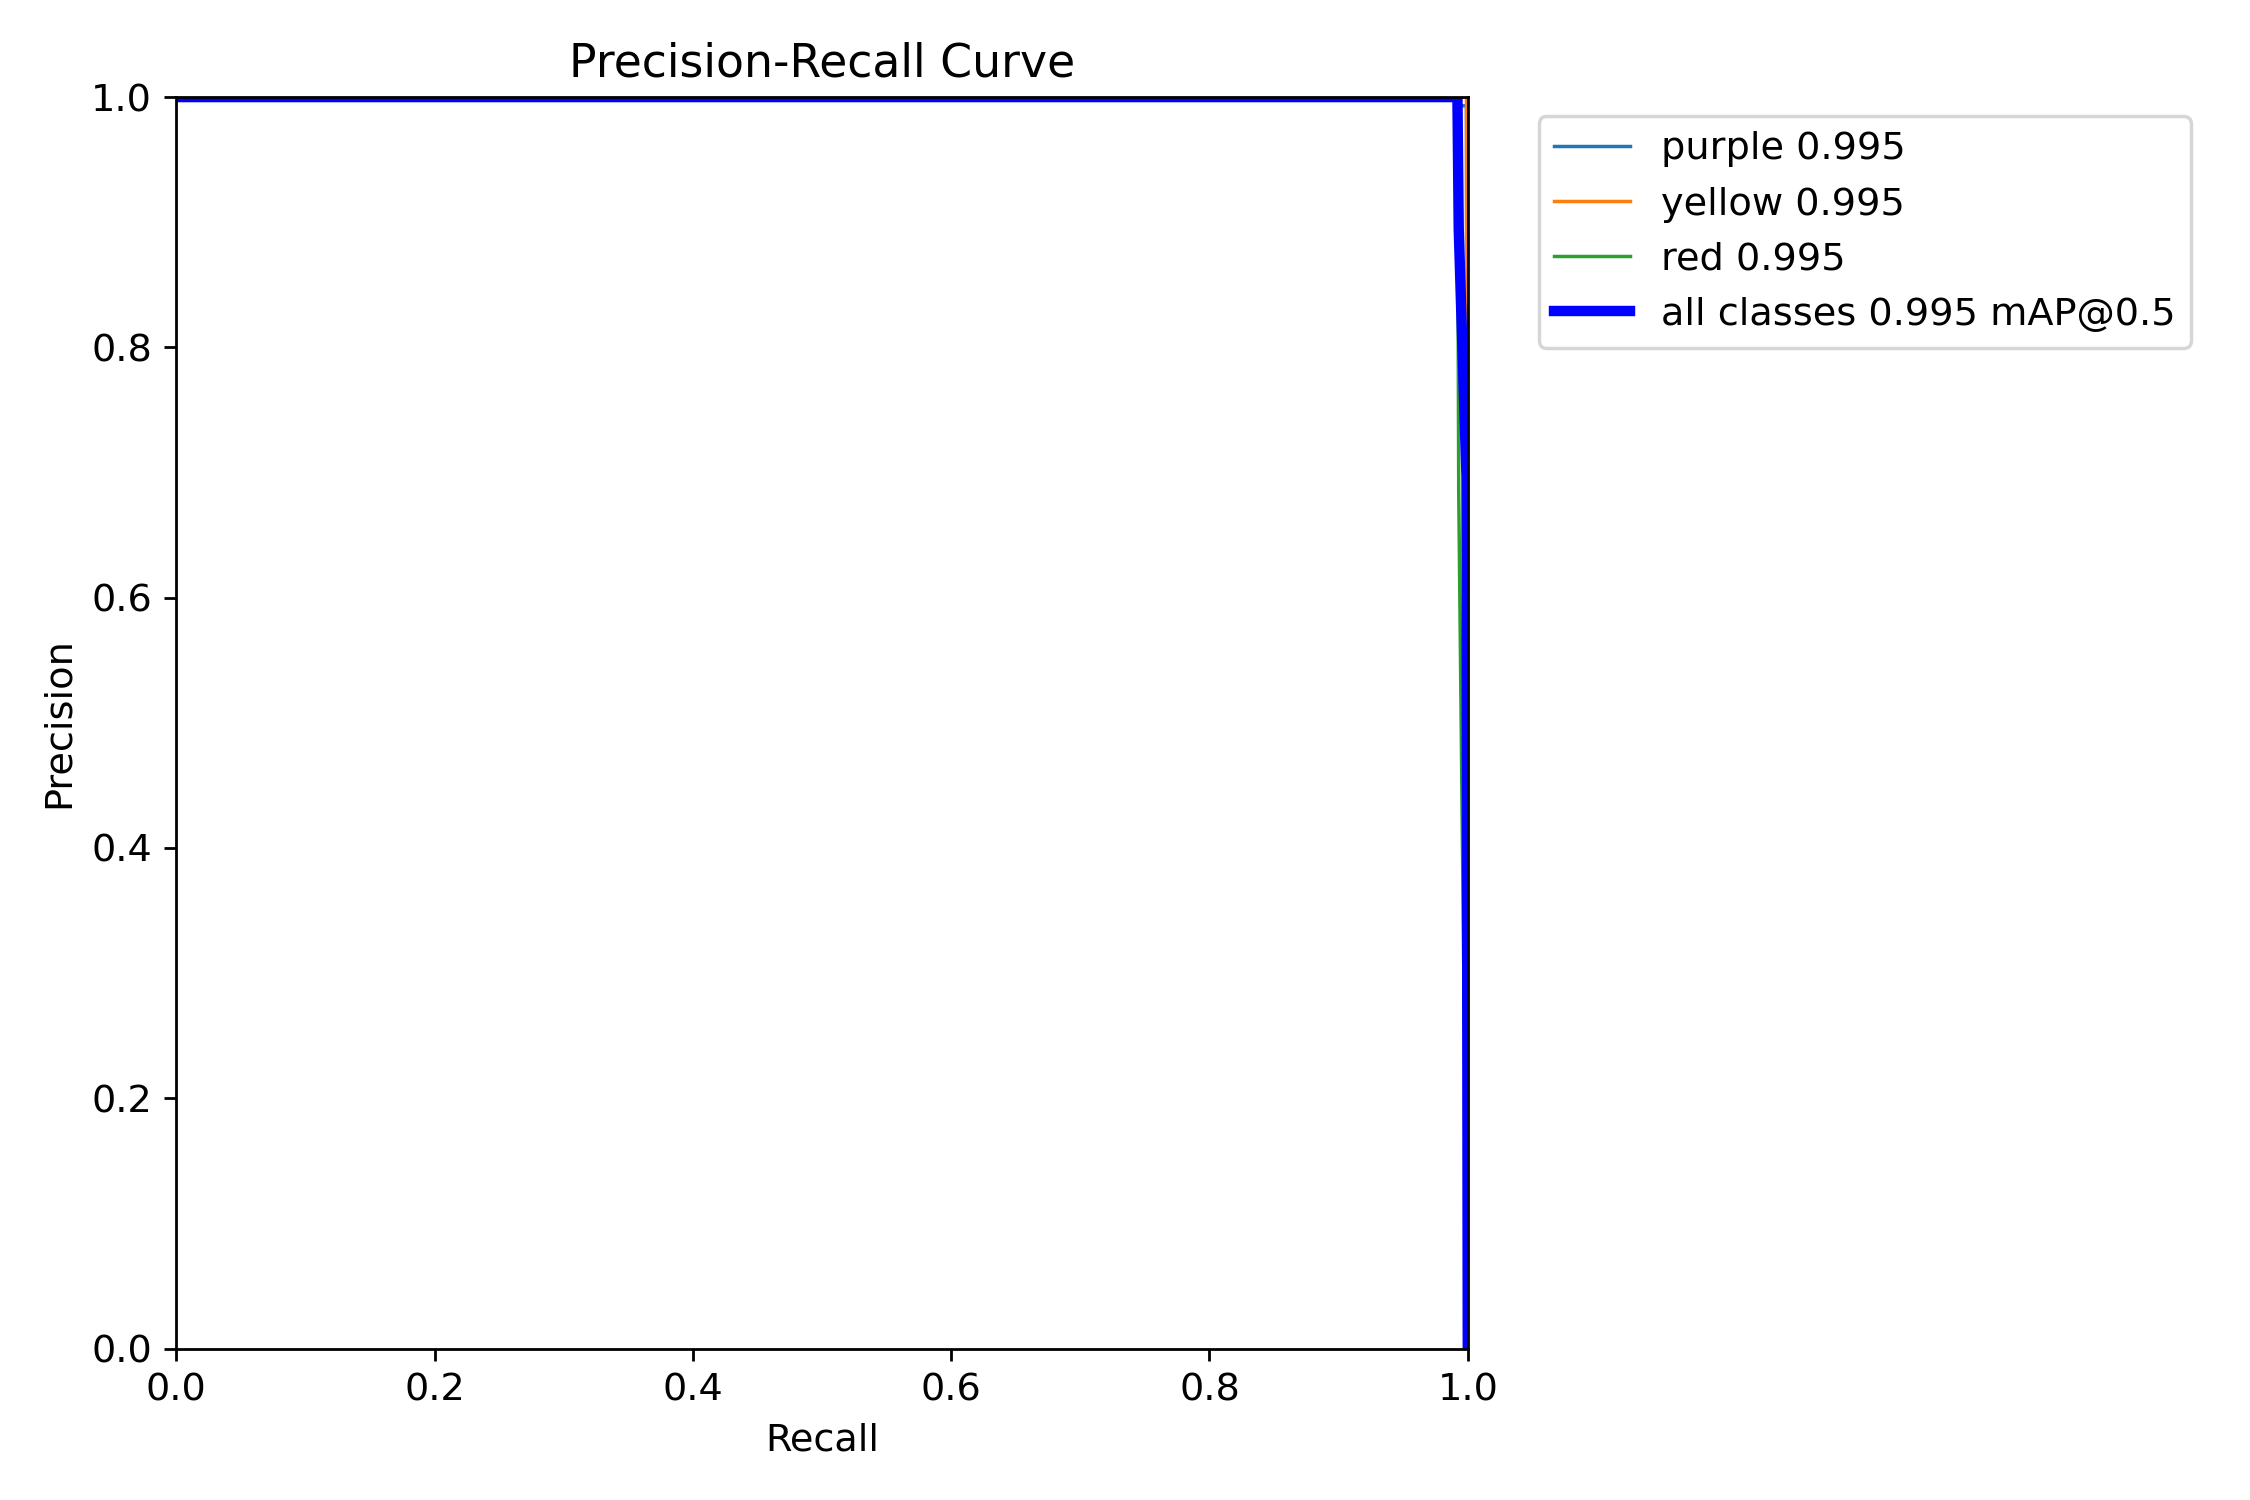 Precision-Recall Curve
1.0
0.8
0.6
0.4
0.2
0.0
Precision
0.0 0.2 0.4 0.6 0.8 1.0
Recall
purple 0.995
yellow 0.995
red 0.995
all classes 0.995 mAP@0.5